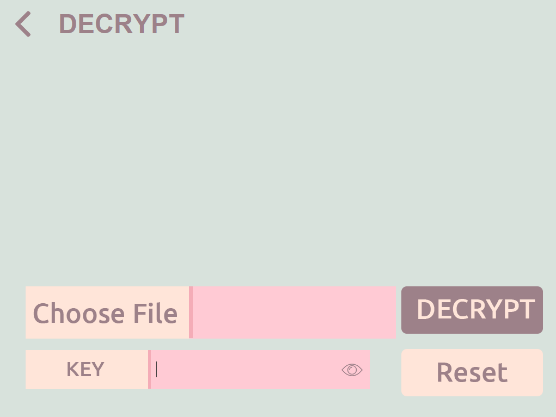 DECRYPT
Choose File
DECRYPT
KEY
Reset